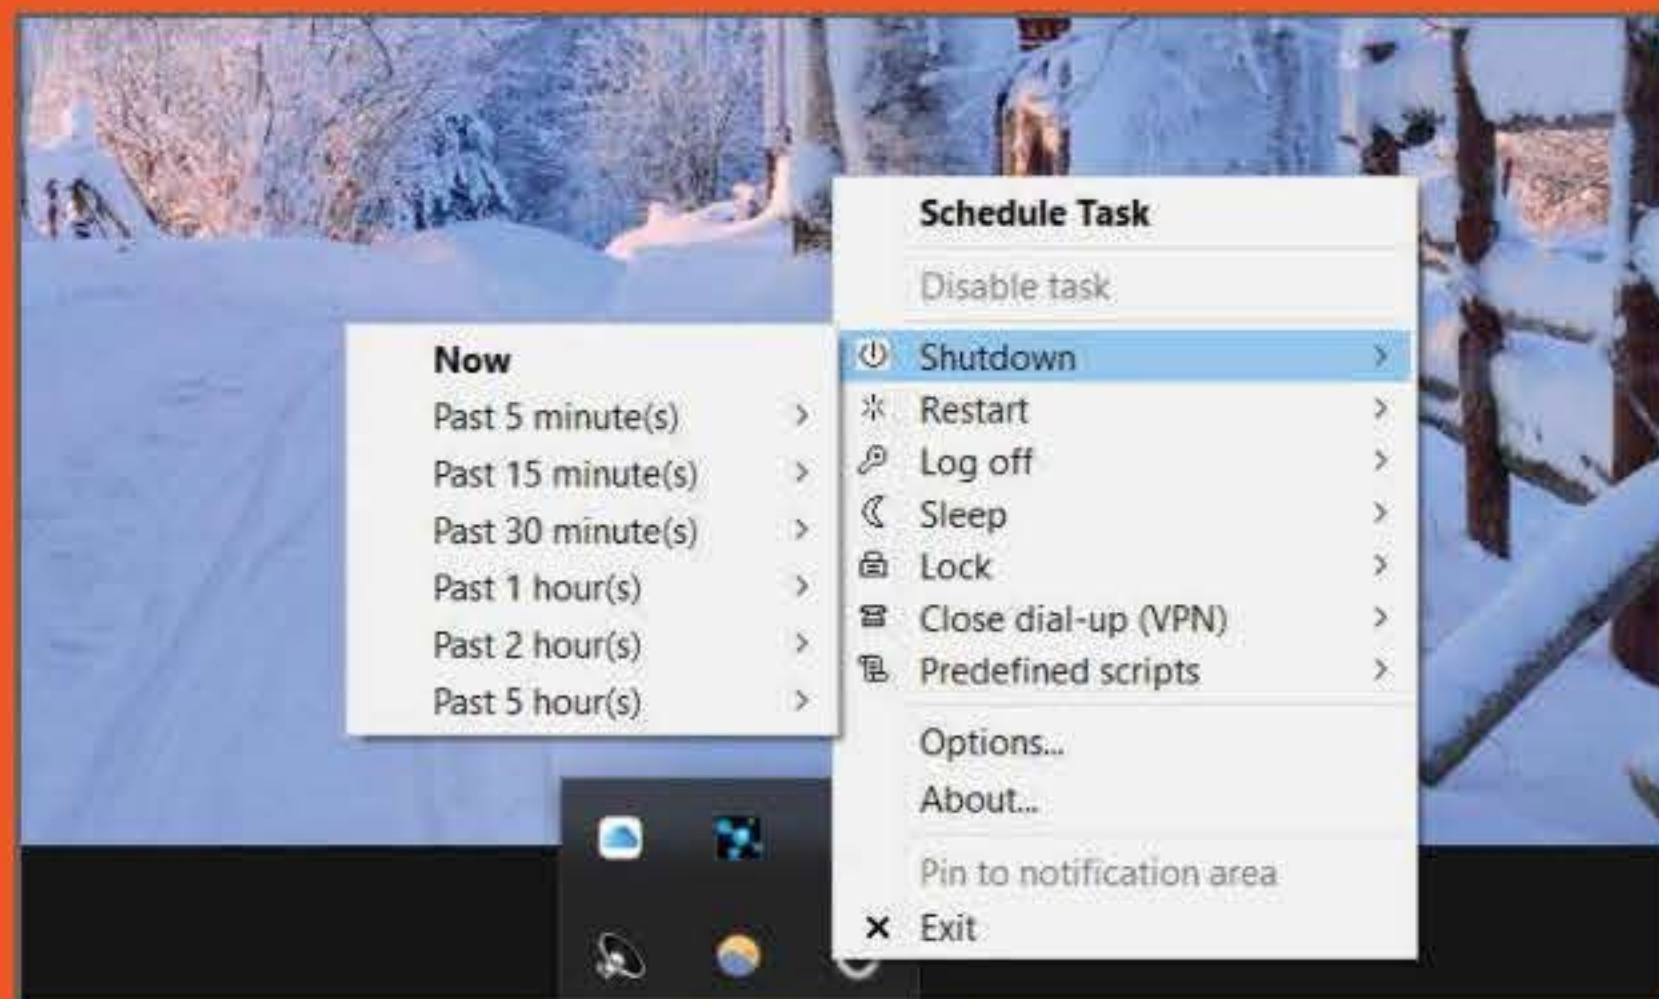 Schedule Task
Disable task
Shutdown
Restart
Log off
Sleep
Lock
Close dial-up (VPN)
Predefined scripts
Options...
About...
Pin to notification area
Exit
Now
Past 5 minute(s)
Past 15 minute(s)
Past 30 minute(s)
Past 1 hour(s)
Past 2 hour(s)
Past 5 hour(s)